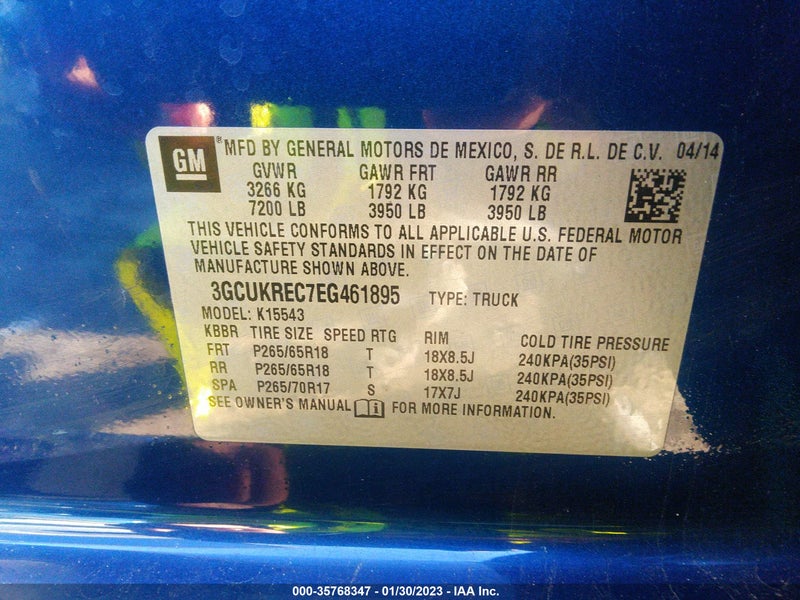 GM ® MFD BY GENERAL MOTORS DE MEXICO, S. DE R.L. DE C.V. 04/14
GVWR GAWR FRT GAWR RR
3266 KG 1792 KG 1792 KG
7200 LB 3950 LB 3950 LB
THIS VEHICLE CONFORMS TO ALL APPLICABLE U.S. FEDERAL MOTOR
VEHICLE SAFETY STANDARDS IN EFFECT ON THE DATE OF
MANUFACTURE SHOWN ABOVE.
3GCUKREC7EG461895 TYPE: TRUCK
MODEL: K15543
KBBR TIRE SIZE SPEED RTG RIM COLD TIRE PRESSURE
FRT P265/65R18 T 18X8.5J 240KPA(35PSI)
RR P265/65R18 T 18X8.5J 240KPA(35PSI)
SPA P265/70R17 S 17X7J 240KPA(35PSI)
SEE OWNER'S MANUAL FOR MORE INFORMATION.
000-35768347 - 01/30/2023 - IAA Inc.